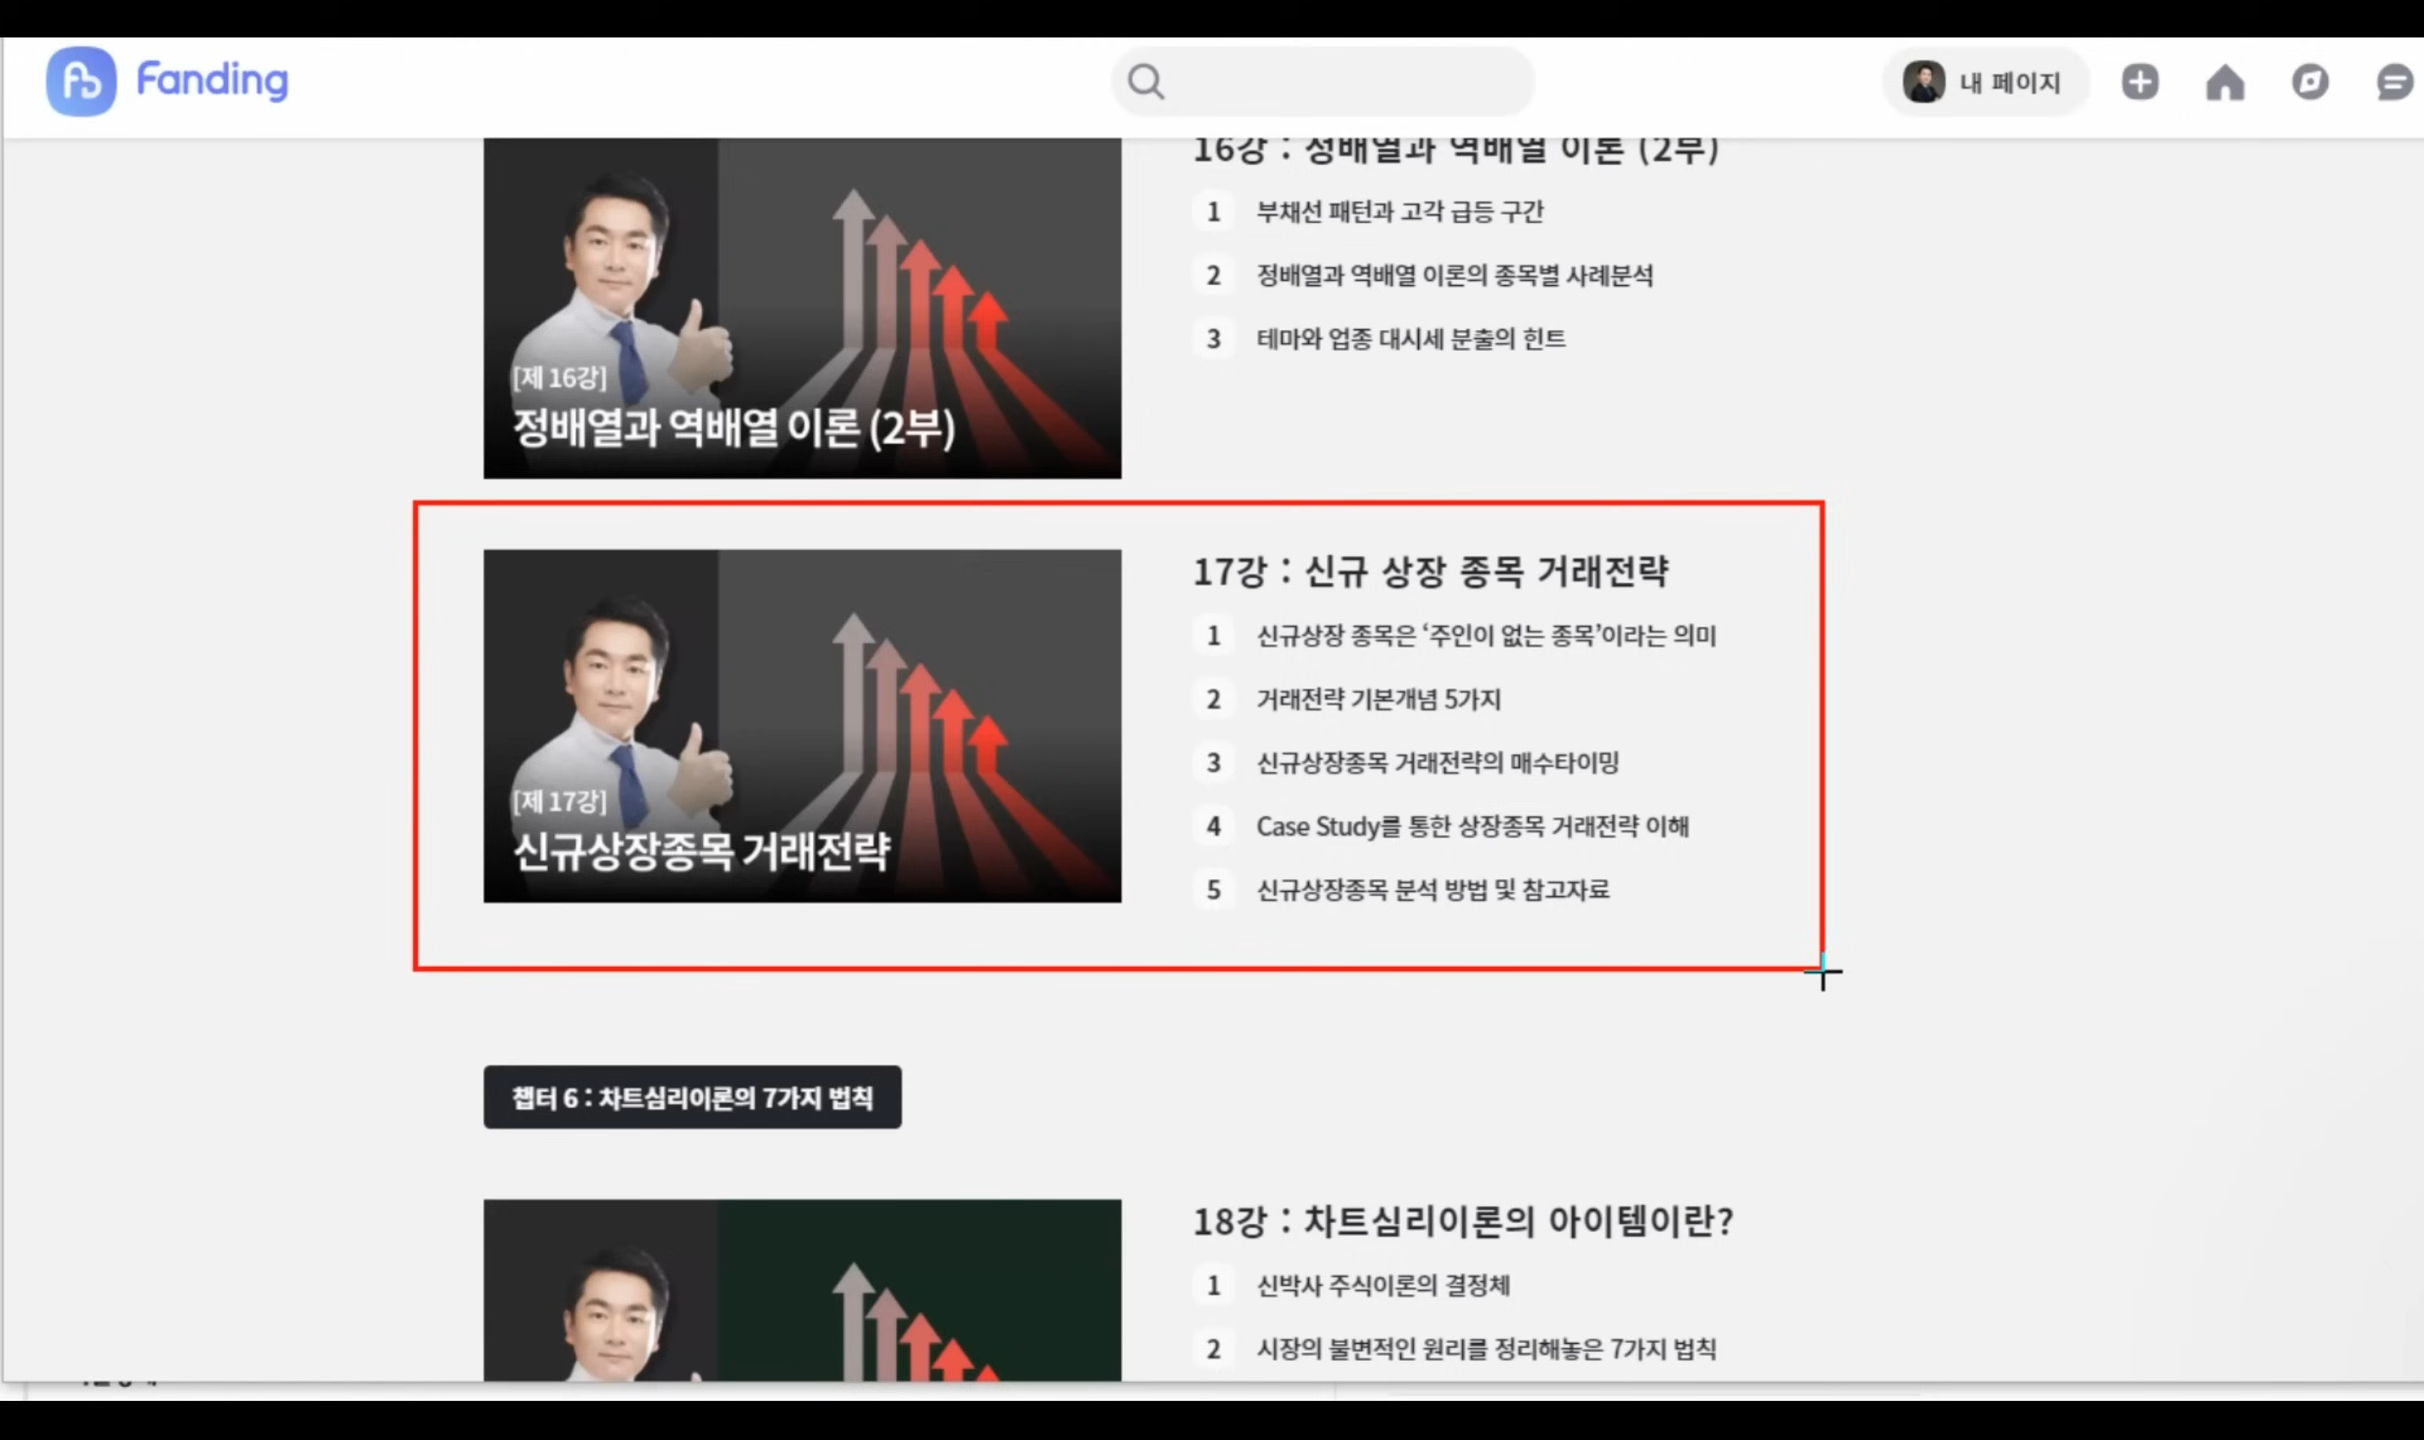 Fanding
내 페이지
16강 : 정배열과 역배열 이론 (2부)
1 부채선 패턴과 고각 급등 구간
2 정배열과 역배열 이론의 종목별 사례분석
3 테마와 업종 대시세 분출의 힌트
[제 16강]
정배열과 역배열 이론 (2부)
17강 : 신규 상장 종목 거래전략
1 신규상장 종목은 ‘주인이 없는 종목’이라는 의미
2 거래전략 기본개념 5가지
3 신규상장종목 거래전략의 매수타이밍
4 Case Study를 통한 상장종목 거래전략 이해
5 신규상장종목 분석 방법 및 참고자료
[제 17강]
신규상장종목 거래전략
챕터 6 : 차트심리이론의 7가지 법칙
18강 : 차트심리이론의 아이템이란?
1 신박사 주식이론의 결정체
2 시장의 불변적인 원리를 정리해놓은 7가지 법칙